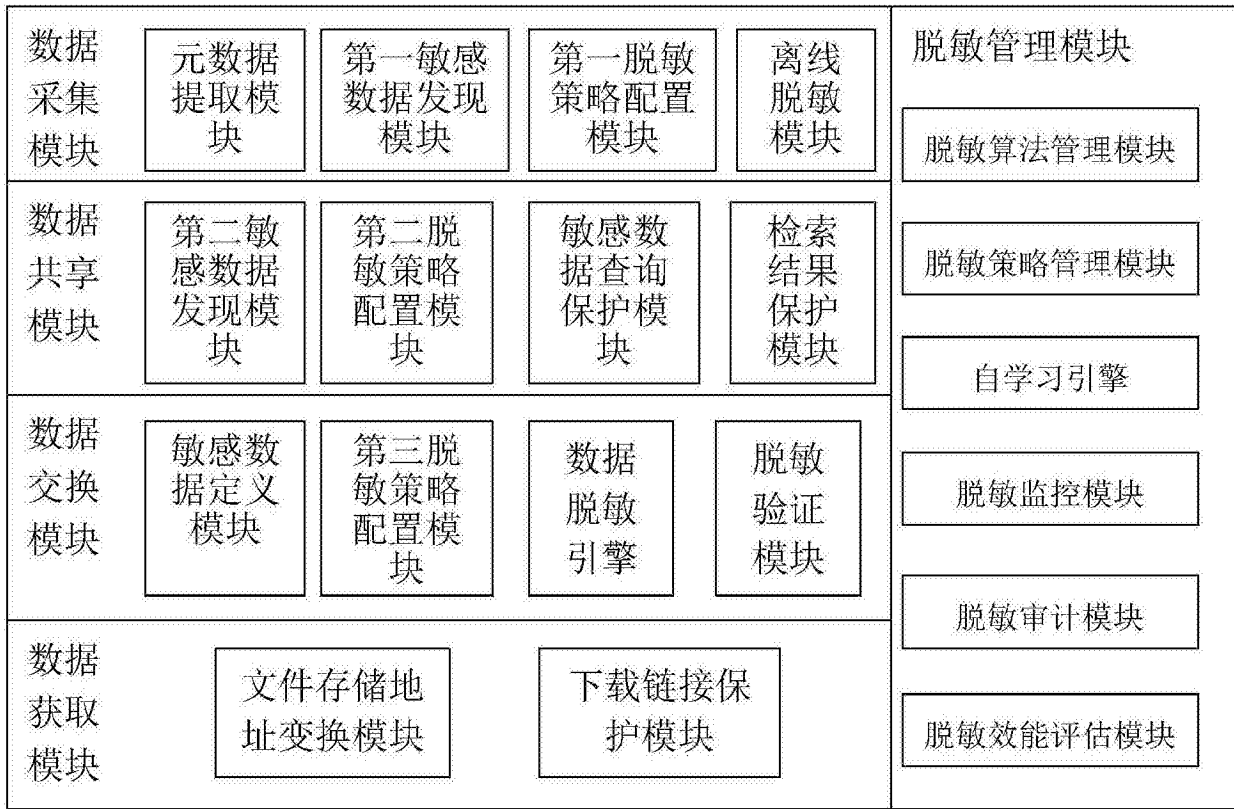 数据
采集
模块
元数据
提取模
块
第一敏感
数据发现
模块
第一脱敏
策略配置
模块
离线
脱敏
模块
数据
共享
模块
第二敏
感数据
发现模
块
第二脱
敏策略
配置模
块
敏感数
据查询
保护模
块
检索
结果
保护
模块
数据
交换
模块
敏感数
据定义
模块
第三脱
敏策略
配置模
块
数据
脱敏
引擎
脱敏
验证
模块
数据
获取
模块
文件存储地
址变换模块
下载链接保
护模块
脱敏管理模块
脱敏算法管理模块
脱敏策略管理模块
自学习引擎
脱敏监控模块
脱敏审计模块
脱敏效能评估模块